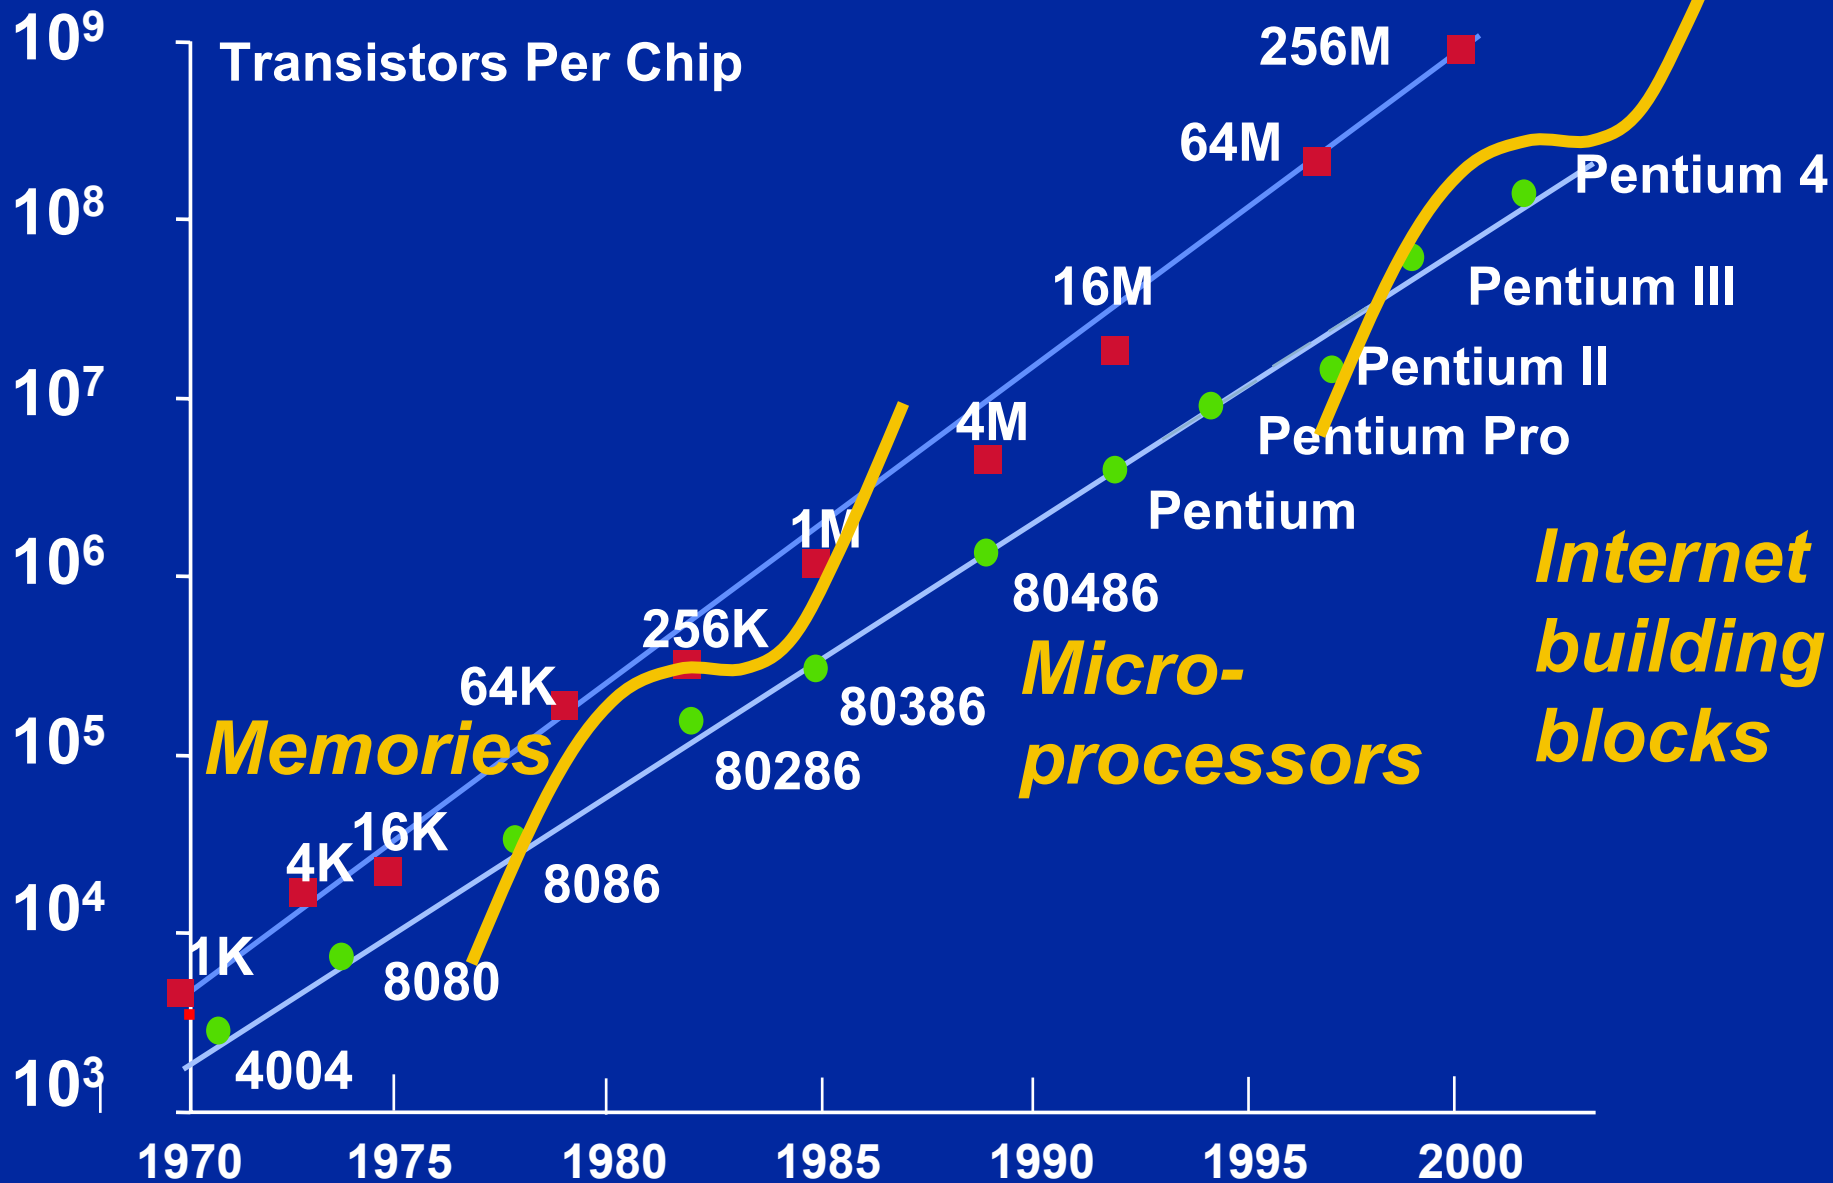 10⁹
Transistors Per Chip
256M
64M
Pentium 4
10⁸
16M
Pentium III
Pentium II
10⁷
4M
Pentium Pro
Pentium
1M
10⁶
80486
Internet
building
blocks
256K
Micro-
processors
64K
80386
10⁵
Memories
80286
16K
4K
8086
10⁴
1K
8080
4004
10³
1970 1975 1980 1985 1990 1995 2000